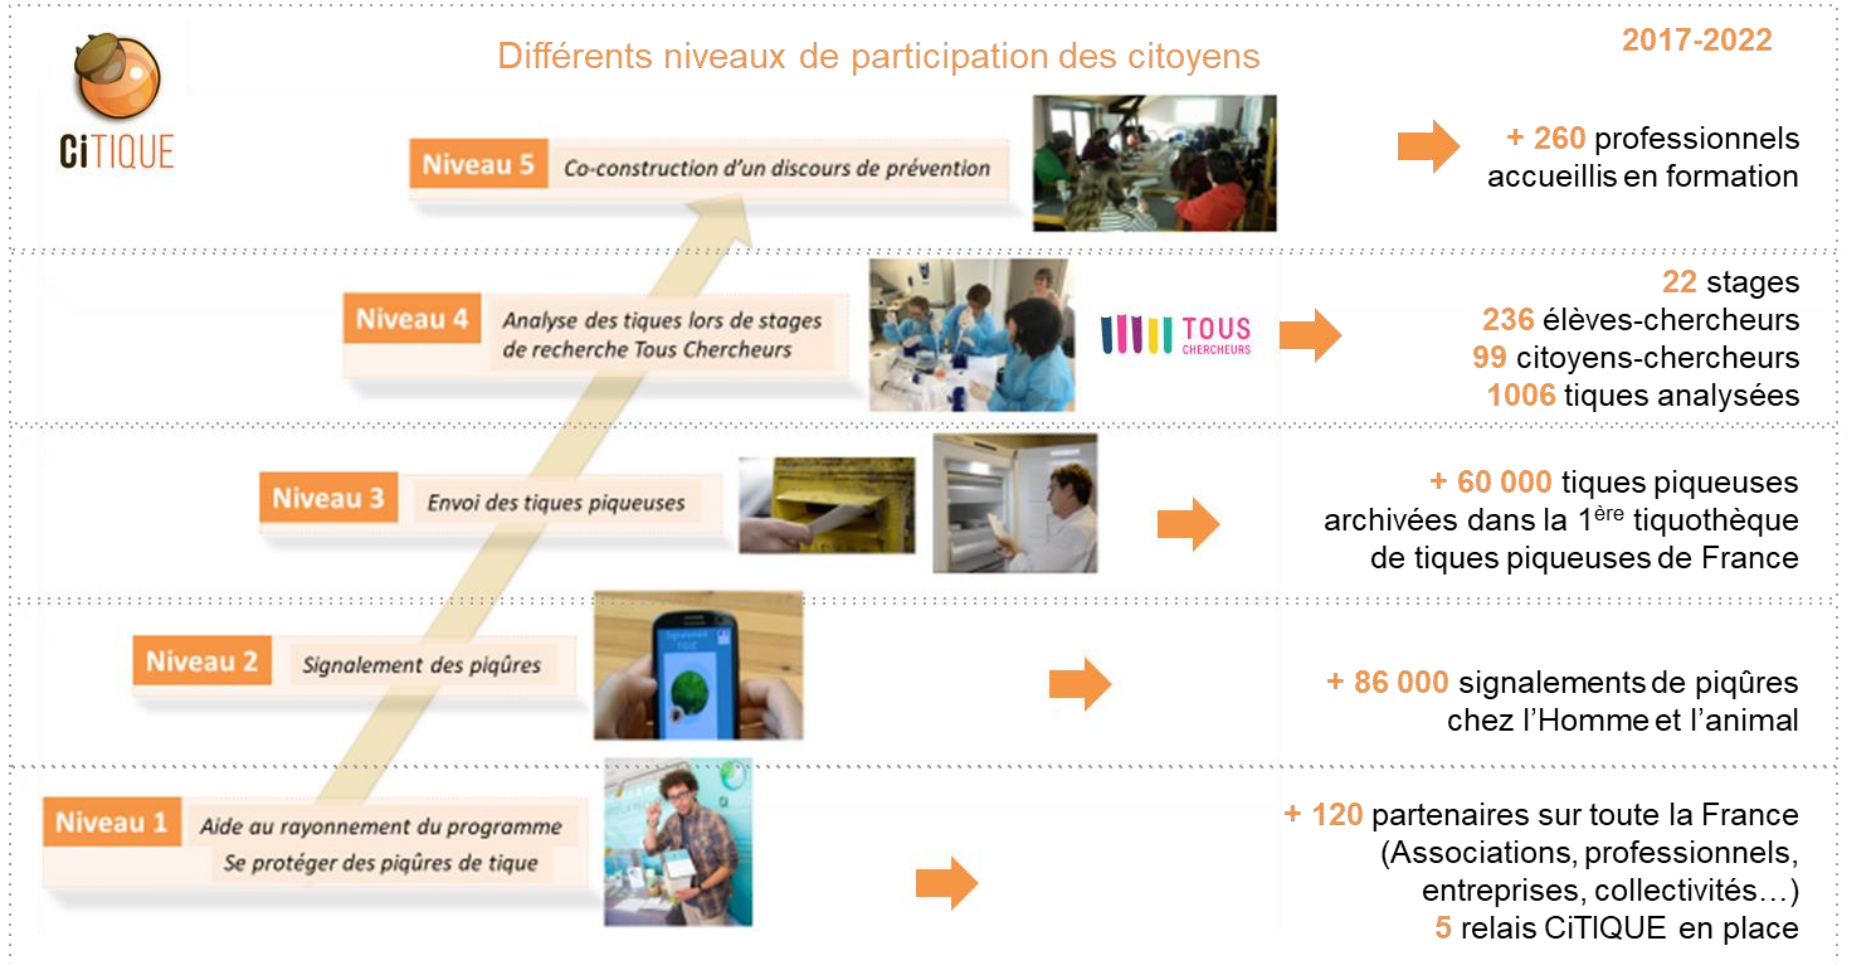 CiTIQUE
Différents niveaux de participation des citoyens
2017-2022
Niveau 5
Co-construction d'un discours de prévention
+ 260 professionnels
accueillis en formation
Niveau 4
Analyse des tiques lors de stages
de recherche Tous Chercheurs
TOUS
CHERCHEURS
22 stages
236 élèves-chercheurs
99 citoyens-chercheurs
1006 tiques analysées
Niveau 3
Envoi des tiques piqueuses
+ 60 000 tiques piqueuses
archivées dans la 1ère tiquothèque
de tiques piqueuses de France
Niveau 2
Signalement des piqûres
+ 86 000 signalements de piqûres
chez l'Homme et l'animal
Niveau 1
Aide au rayonnement du programme
Se protéger des piqûres de tique
+ 120 partenaires sur toute la France
(Associations, professionnels,
entreprises, collectivités…)
5 relais CiTIQUE en place